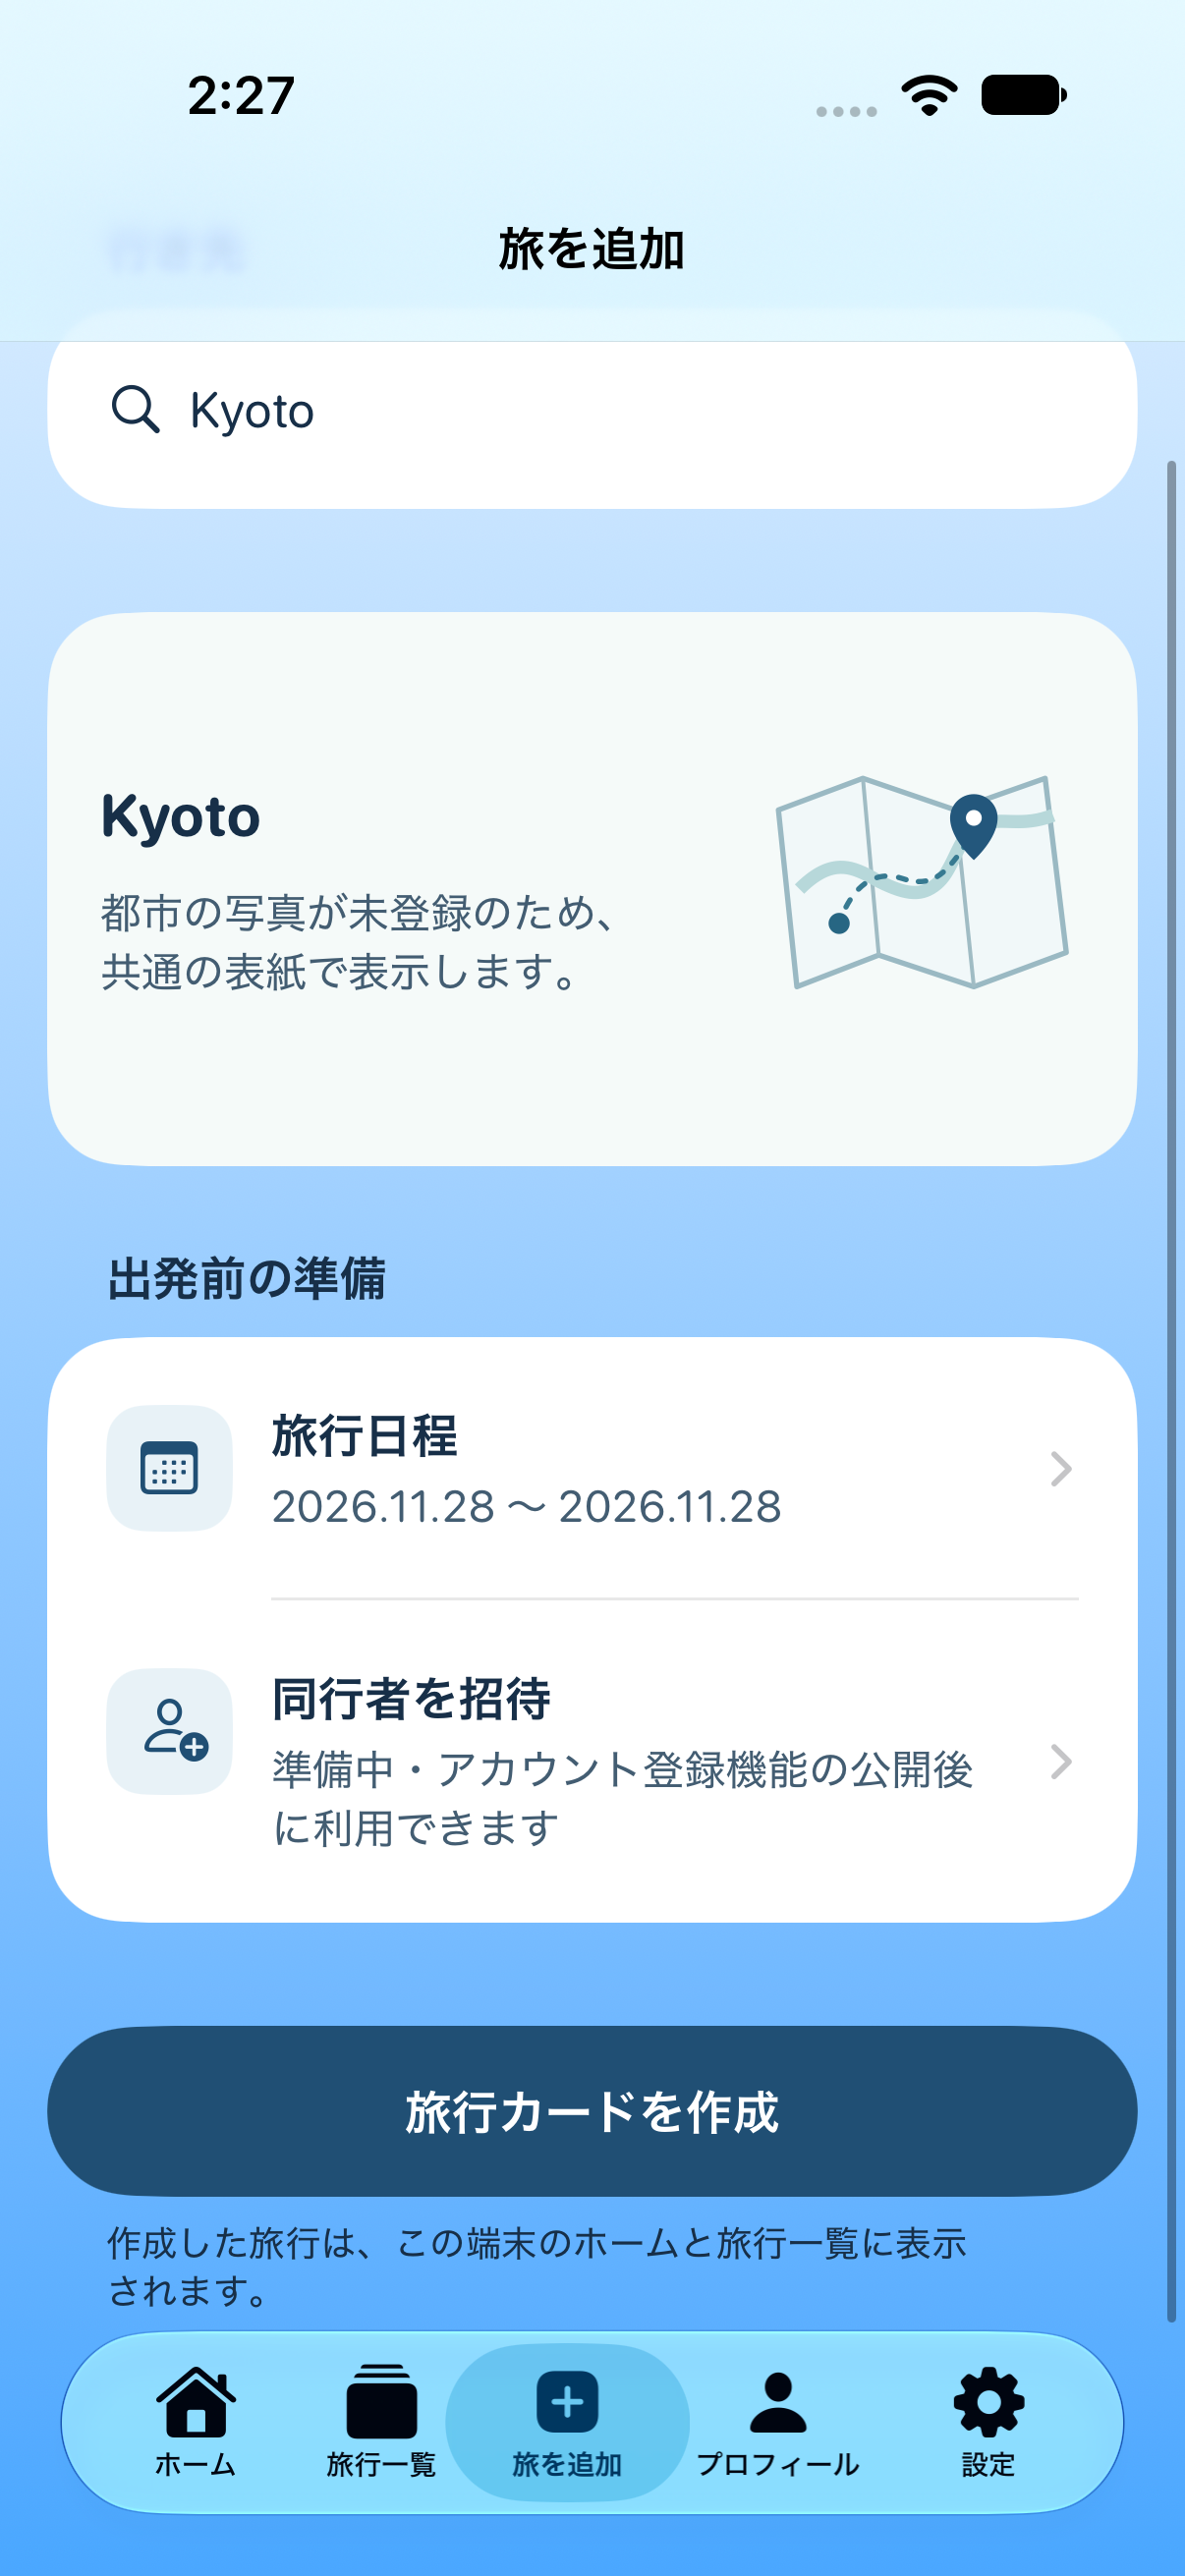 2:27
行き先
旅を追加
Kyoto
Kyoto
都市の写真が未登録のため、
共通の表紙で表示します。
出発前の準備
旅行日程
2026.11.28 〜 2026.11.28
同行者を招待
準備中・アカウント登録機能の公開後
に利用できます
旅行カードを作成
作成した旅行は、この端末のホームと旅行一覧に表示
されます。
ホーム
旅行一覧
旅を追加
プロフィール
設定